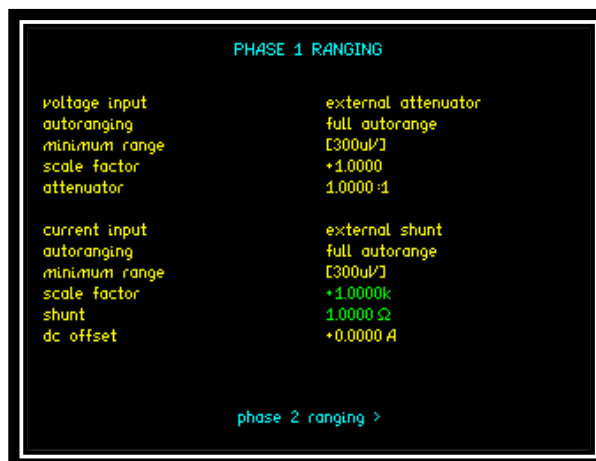 PHASE 1 RANGING
voltage input external attenuator
autoranging full autorange
minimum range [300uV]
scale factor +1.0000
attenuator 1.0000 :1
current input external shunt
autoranging full autorange
minimum range [300uV]
scale factor +1.0000k
shunt 1.0000 Ω
dc offset +0.0000 A
phase 2 ranging >